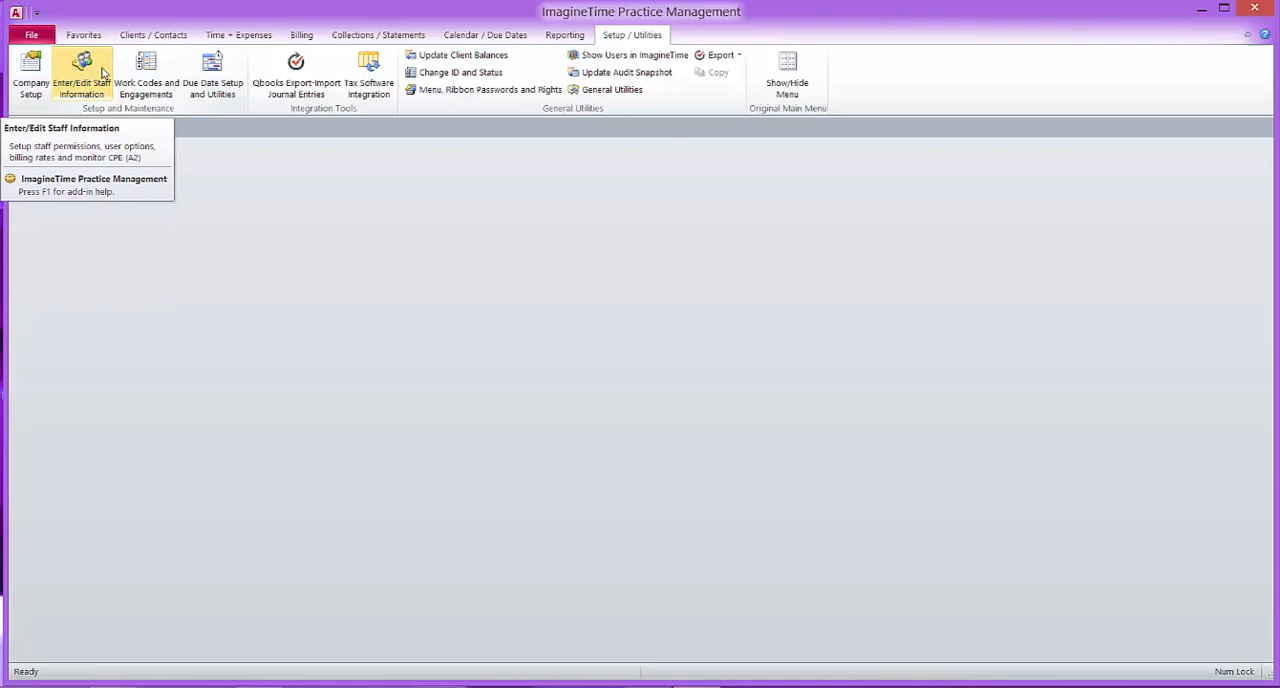 ImagineTime Practice Management
File Favorites Clients / Contacts Time + Expenses Billing Collections / Statements Calendar / Due Dates Reporting Setup / Utilities
Company Setup
Enter/Edit Staff Information
Work Codes and Engagements
Due Date Setup and Utilities
Setup and Maintenance
Qbooks Export-Import Journal Entries
Tax Software Integration
Integration Tools
Update Client Balances
Change ID and Status
Menu, Ribbon Passwords and Rights
Show Users in ImagineTime
Update Audit Snapshot
General Utilities
Export
Copy
General Utilities
Show/Hide Menu
Original Main Menu
Enter/Edit Staff Information
Setup staff permissions, user options,
billing rates and monitor CPE (A2)
ImagineTime Practice Management
Press F1 for add-in help.
Ready
Num Lock